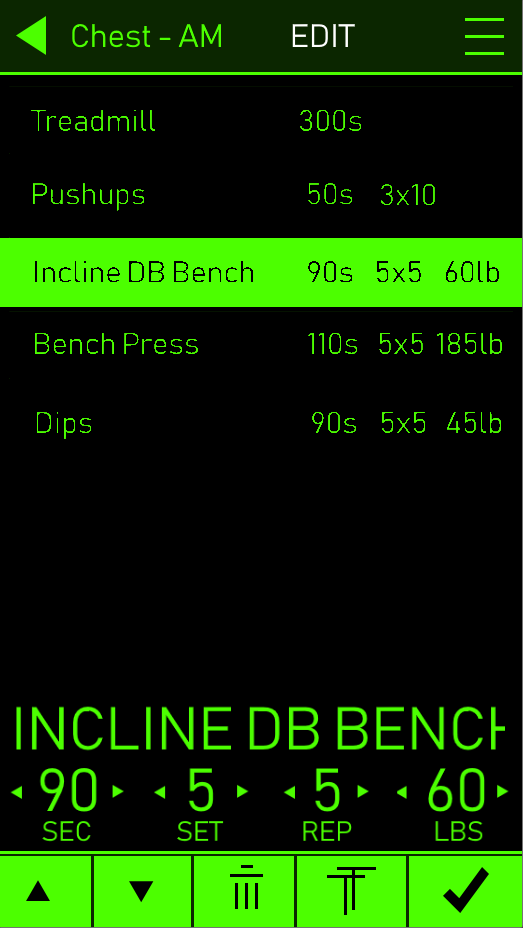 Chest - AM EDIT
Treadmill 300s
Pushups 50s 3x10
Incline DB Bench 90s 5x5 60lb
Bench Press 110s 5x5 185lb
Dips 90s 5x5 45lb
INCLINE DB BENCH
90 5 5 60
SEC SET REP LBS